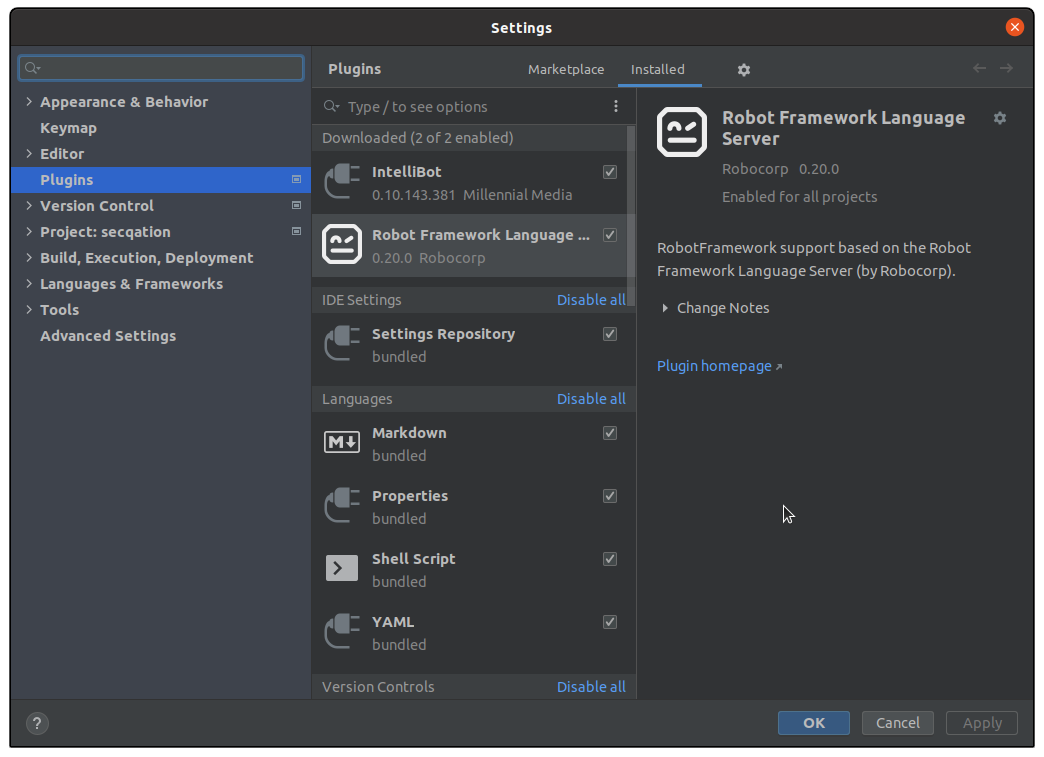 Settings
Appearance & Behavior
Keymap
Editor
Plugins
Version Control
Project: secqation
Build, Execution, Deployment
Languages & Frameworks
Tools
Advanced Settings
Plugins
Marketplace
Installed
Type / to see options
Downloaded (2 of 2 enabled)
IntelliBot
0.10.143.381 Millennial Media
Robot Framework Language ...
0.20.0 Robocorp
IDE Settings Disable all
Settings Repository
bundled
Languages Disable all
M
Markdown
bundled
Properties
bundled
Shell Script
bundled
YAML
bundled
Version Controls Disable all
Robot Framework Language
Server
Robocorp 0.20.0
Enabled for all projects
RobotFramework support based on the Robot
Framework Language Server (by Robocorp).
Change Notes
Plugin homepage
?
OK
Cancel
Apply